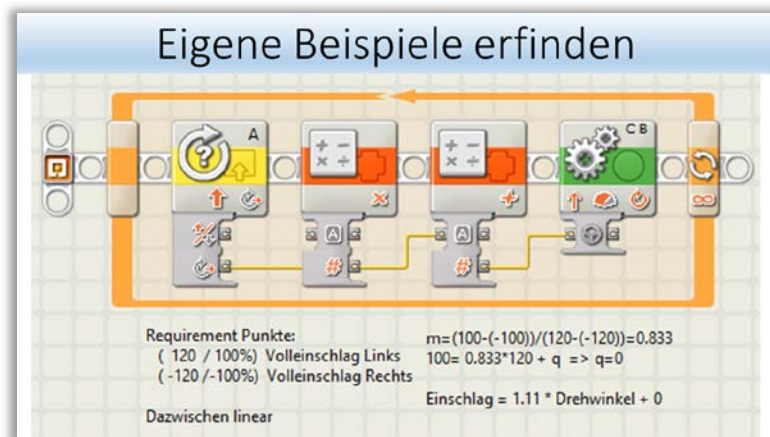 Eigene Beispiele erfinden
A
C B
A
A
#
#
Requirement Punkte:
( 120 / 100%) Volleinschlag Links
( -120 /-100%) Volleinschlag Rechts
Dazwischen linear
m=(100-(-100))/(120-(-120))=0.833
100= 0.833*120 + q => q=0
Einschlag = 1.11 * Drehwinkel + 0